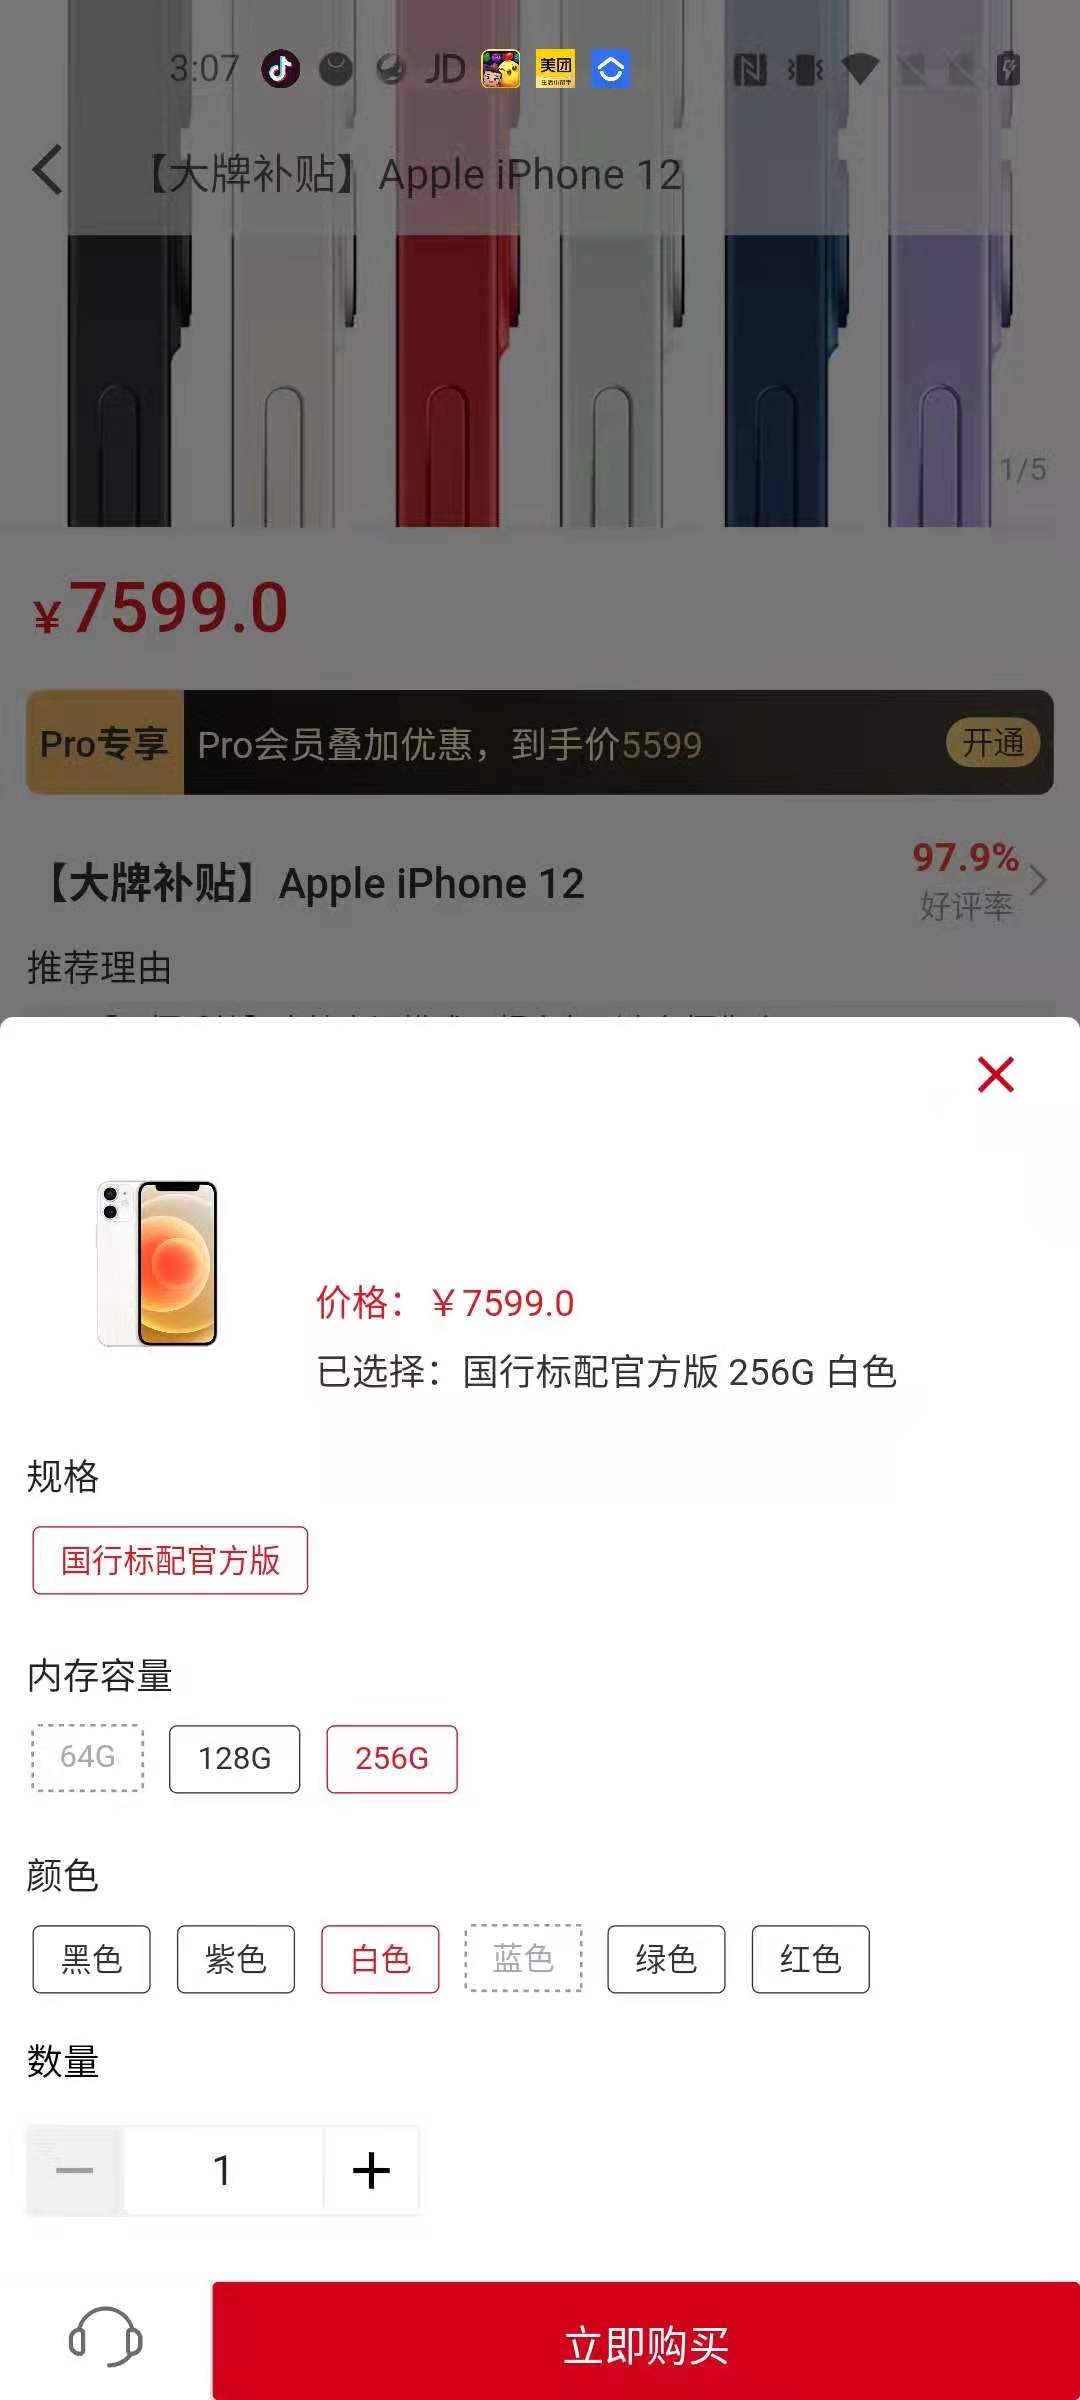 3:07 JD 美团
【大牌补贴】Apple iPhone 12
1/5
¥7599.0
Pro专享 Pro会员叠加优惠，到手价5599 开通
【大牌补贴】Apple iPhone 12
97.9%
好评率
推荐理由
价格：￥7599.0
已选择：国行标配官方版 256G 白色
规格
国行标配官方版
内存容量
64G 128G 256G
颜色
黑色 紫色 白色 蓝色 绿色 红色
数量
1
立即购买